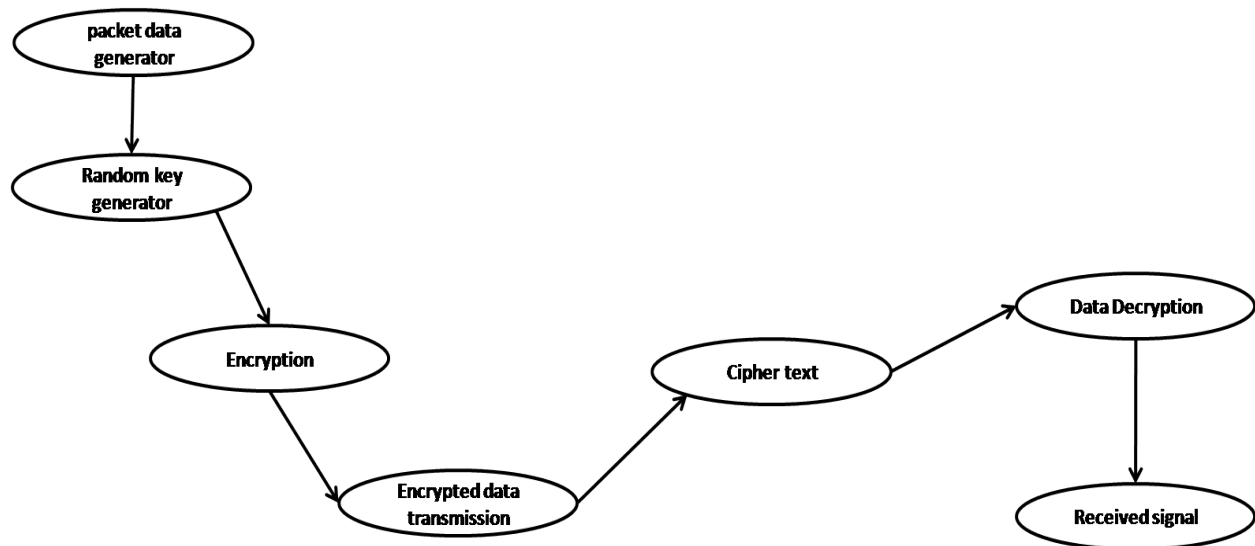 packet data
generator
Random key
generator
Encryption
Encrypted data
transmission
Cipher text
Data Decryption
Received signal